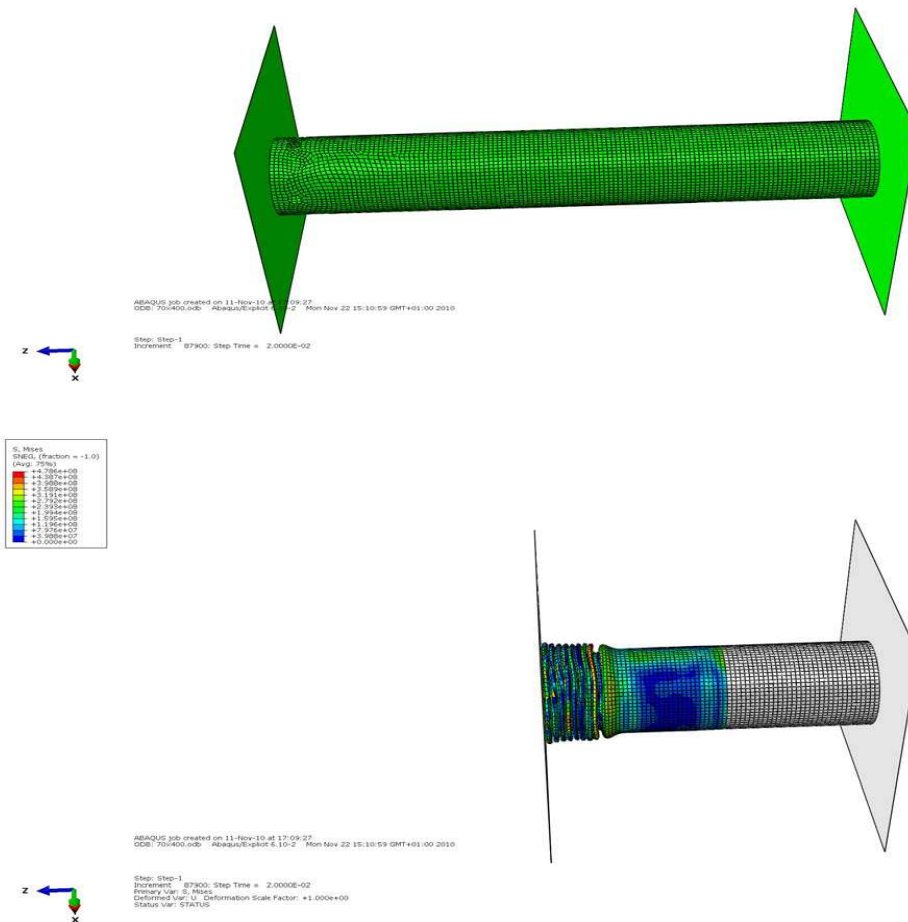 ABAQUS job created on 11-Nov-10 at 17:09:27
ODB: 70x400.odb Abaqus/Explicit 6.10-2 Mon Nov 22 15:10:59 GMT+01:00 2010
Step: Step-1
Increment 87900: Step Time = 2.0000E-02
Z
X
S, Mises
SNEG, (fraction = -1.0)
(Avg: 75%)
+4.786e+08
+4.387e+08
+3.988e+08
+3.589e+08
+3.191e+08
+2.792e+08
+2.393e+08
+1.994e+08
+1.595e+08
+1.196e+08
+7.976e+07
+3.988e+07
+0.000e+00
ABAQUS job created on 11-Nov-10 at 17:09:27
ODB: 70x400.odb Abaqus/Explicit 6.10-2 Mon Nov 22 15:10:59 GMT+01:00 2010
Step: Step-1
Increment 87900: Step Time = 2.0000E-02
Primary Var: S, Mises
Deformed Var: U Deformation Scale Factor: +1.000e+00
Status Var: STATUS
Z
X